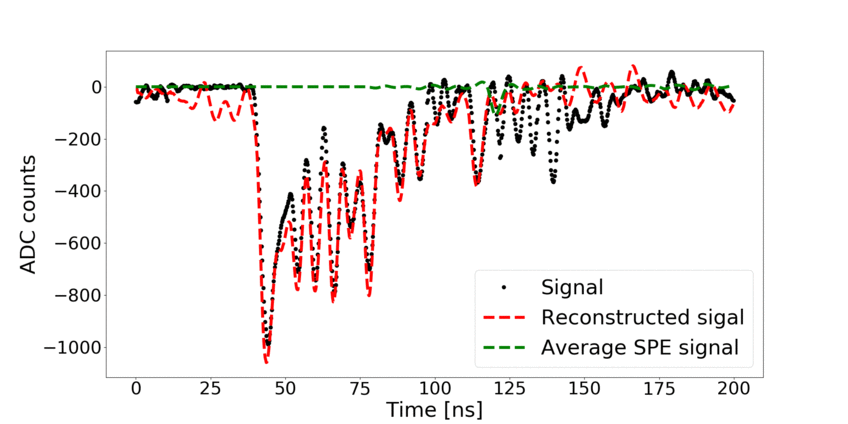 0
−200
−400
−600
−800
−1000
ADC counts
Signal
Reconstructed sigal
Average SPE signal
0 25 50 75 100 125 150 175 200
Time [ns]